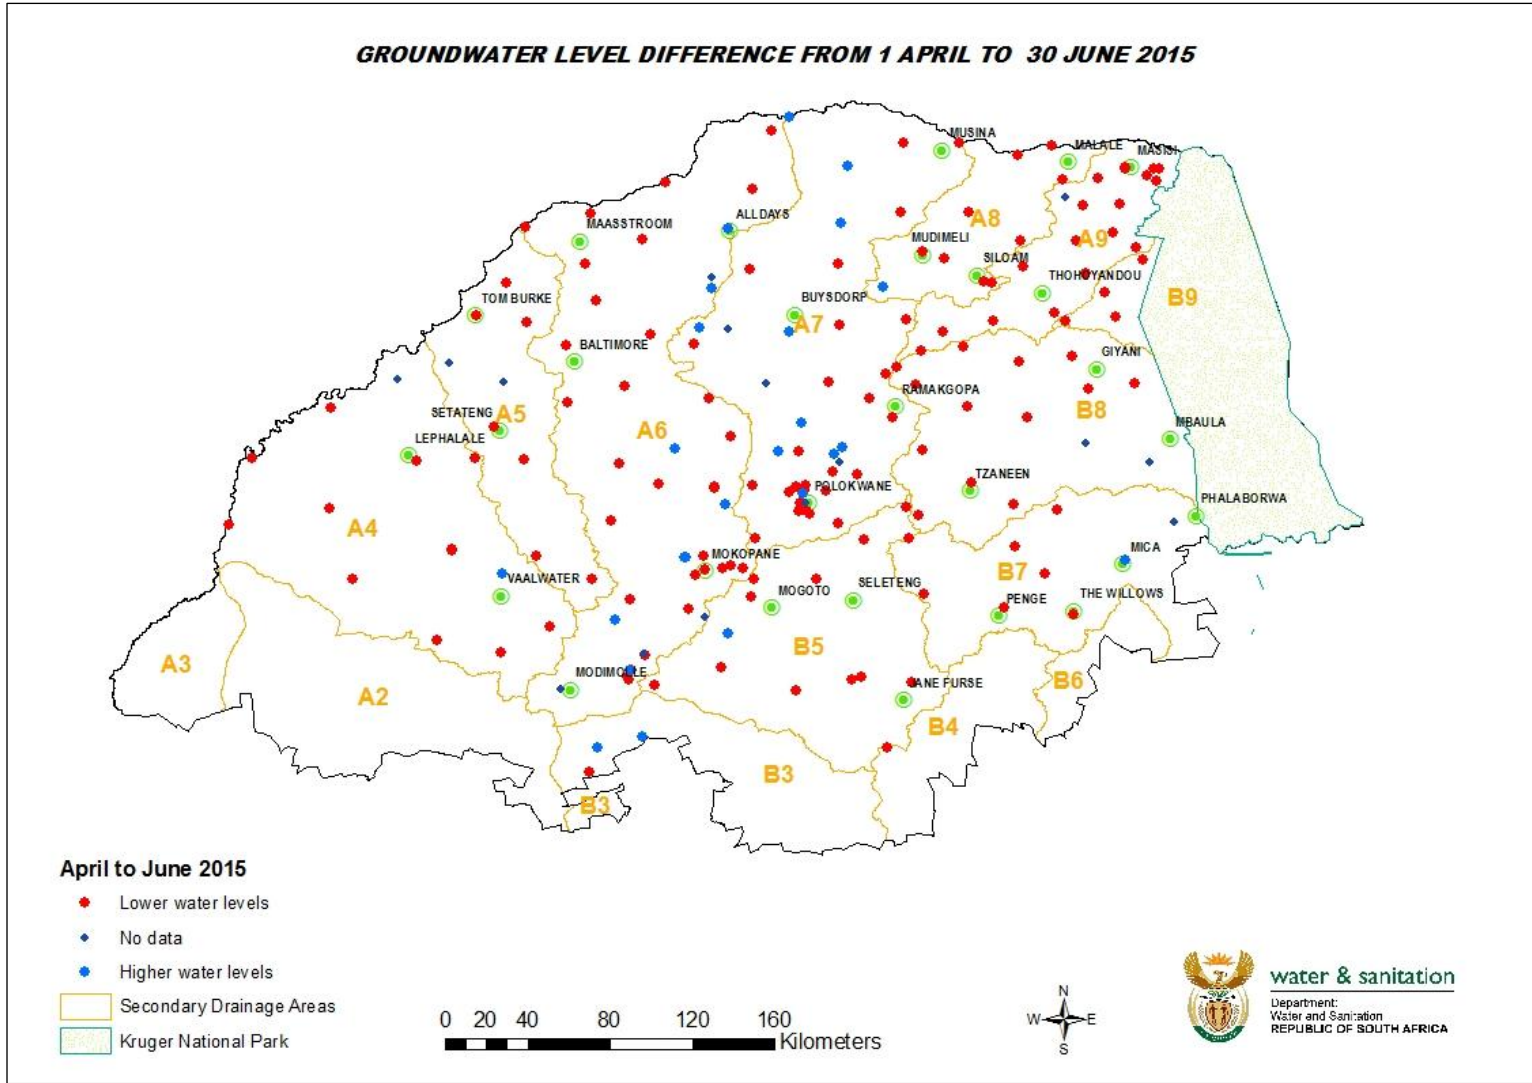 GROUNDWATER LEVEL DIFFERENCE FROM 1 APRIL TO 30 JUNE 2015
MUSINA
MALALE
MASISI
MAASSTROOM
ALLDAYS
A8
A9
MUDIMELI
SILOAM
THOHOYANDOU
TOM BURKE
BUYSDORP
A7
B9
BALTIMORE
GIYANI
RAMAKGOPA
SETATENG
A5
A6
B8
MBAULA
LEPHALALE
TZANEEN
POLOKWANE
PHALABORWA
A4
MOKOPANE
MICA
VAALWATER
B7
MOGOTO
SELETENG
PENGE
THE WILLOWS
A3
B5
MODIMOLLE
JANE FURSE
B6
A2
B4
B3
B3
April to June 2015
Lower water levels
No data
Higher water levels
Secondary Drainage Areas
Kruger National Park
0 20 40 80 120 160
Kilometers
N
W E
S
water & sanitation
Department:
Water and Sanitation
REPUBLIC OF SOUTH AFRICA